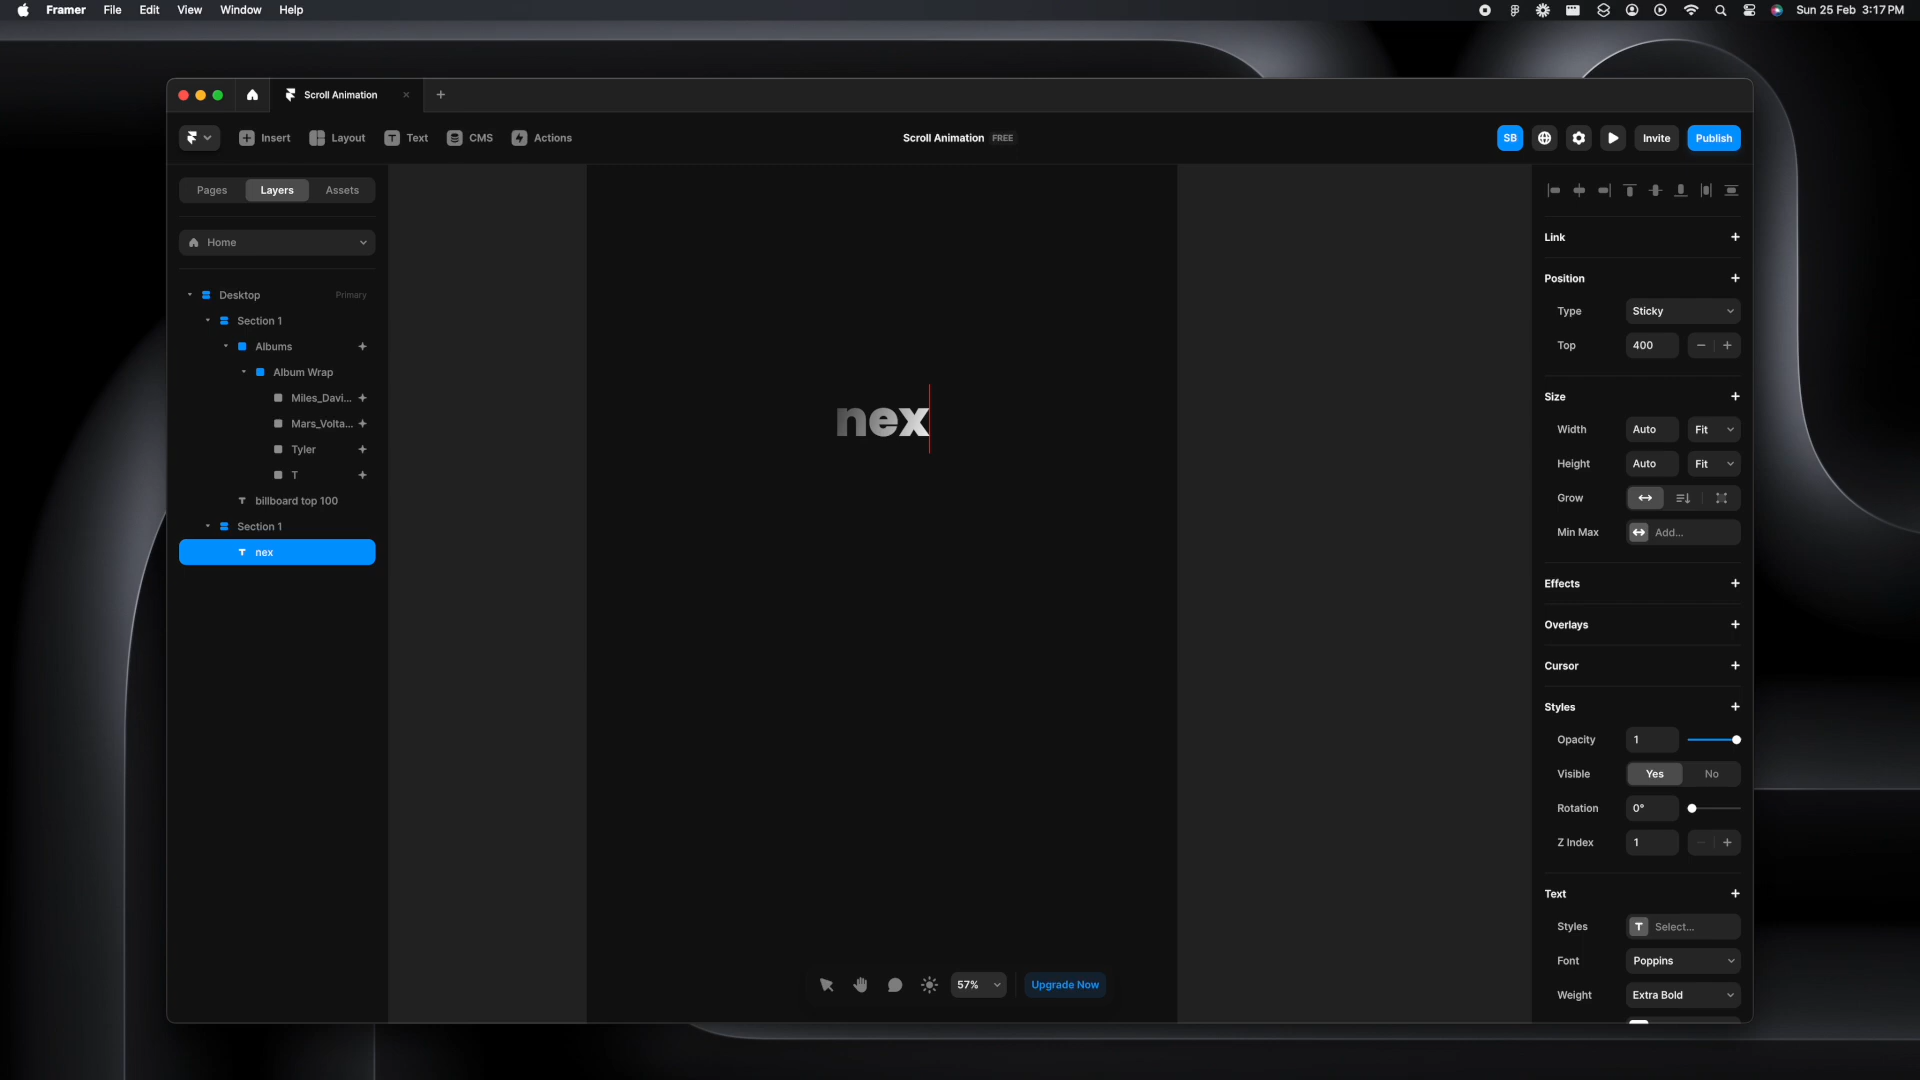 Framer File Edit View Window Help
Sun 25 Feb 3:17 PM
Scroll Animation
Insert Layout Text CMS Actions
Scroll Animation FREE
SB Invite Publish
Pages Layers Assets
Home
Desktop Primary
Section 1
Albums
Album Wrap
Miles_Davi...
Mars_Volta...
Tyler
T
billboard top 100
Section 1
nex
nex
57% Upgrade Now
Link
Position
Type Sticky
Top 400
Size
Width Auto Fit
Height Auto Fit
Grow
Min Max Add...
Effects
Overlays
Cursor
Styles
Opacity 1
Visible Yes No
Rotation 0°
Z Index 1
Text
Styles T Select...
Font Poppins
Weight Extra Bold